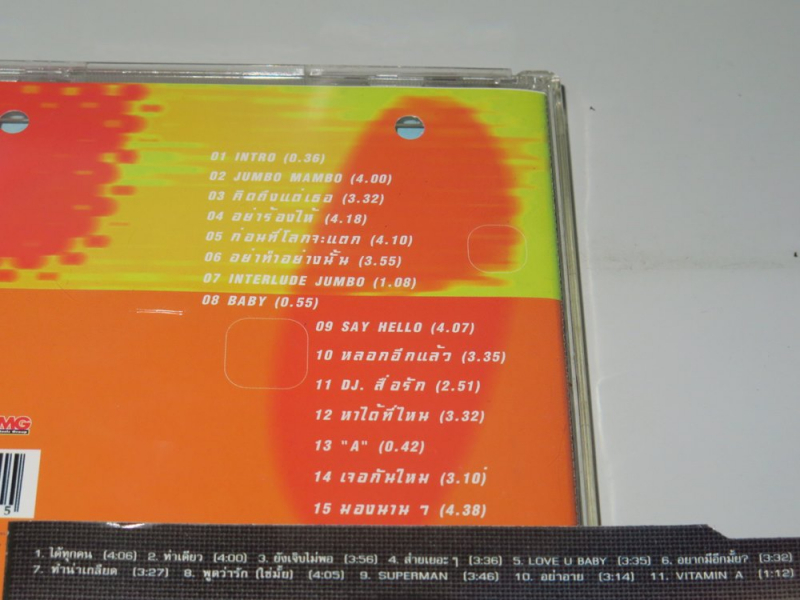 01 INTRO (0.36)
02 JUMBO MAMBO (4.00)
03 คิดถึงแต่เธอ (3.32)
04 อย่าร้องไห้ (4.18)
05 ก่อนที่โลกจะแตก (4.10)
06 อย่าทำอย่างนั้น (3.55)
07 INTERLUDE JUMBO (1.08)
08 BABY (0.55)
09 SAY HELLO (4.07)
10 หลอกอีกแล้ว (3.35)
11 DJ. สื่อรัก (2.51)
12 หาได้ที่ไหน (3.32)
13 "A" (0.42)
14 เจอกันใหม่ (3.10)
15 มองนาน ๆ (4.38)
MG
5
1. ได้ทุกคน (4:06) 2. ท่าเดียว (4:00) 3. ยังเจ็บไม่พอ (3:56) 4. ส่ายเยอะ ๆ (3:36) 5. LOVE U BABY (3:35) 6. อยากมีอีกมั้ย? (3:32)
7. ทำน่าเกลียด (3:27) 8. พูดว่ารัก (ใช่มั้ย) (4:05) 9. SUPERMAN (3:46) 10. อย่าอาย (3:14) 11. VITAMIN A (1:12)